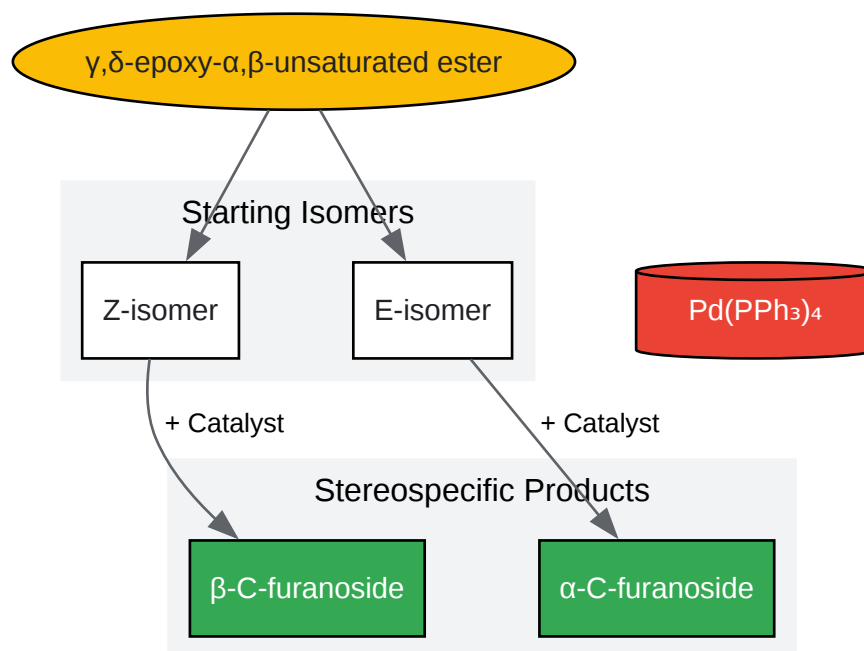 γ,δ-epoxy-α,β-unsaturated ester
Starting Isomers
Z-isomer
E-isomer
Pd(PPh₃)₄
+ Catalyst
+ Catalyst
Stereospecific Products
β-C-furanoside
α-C-furanoside